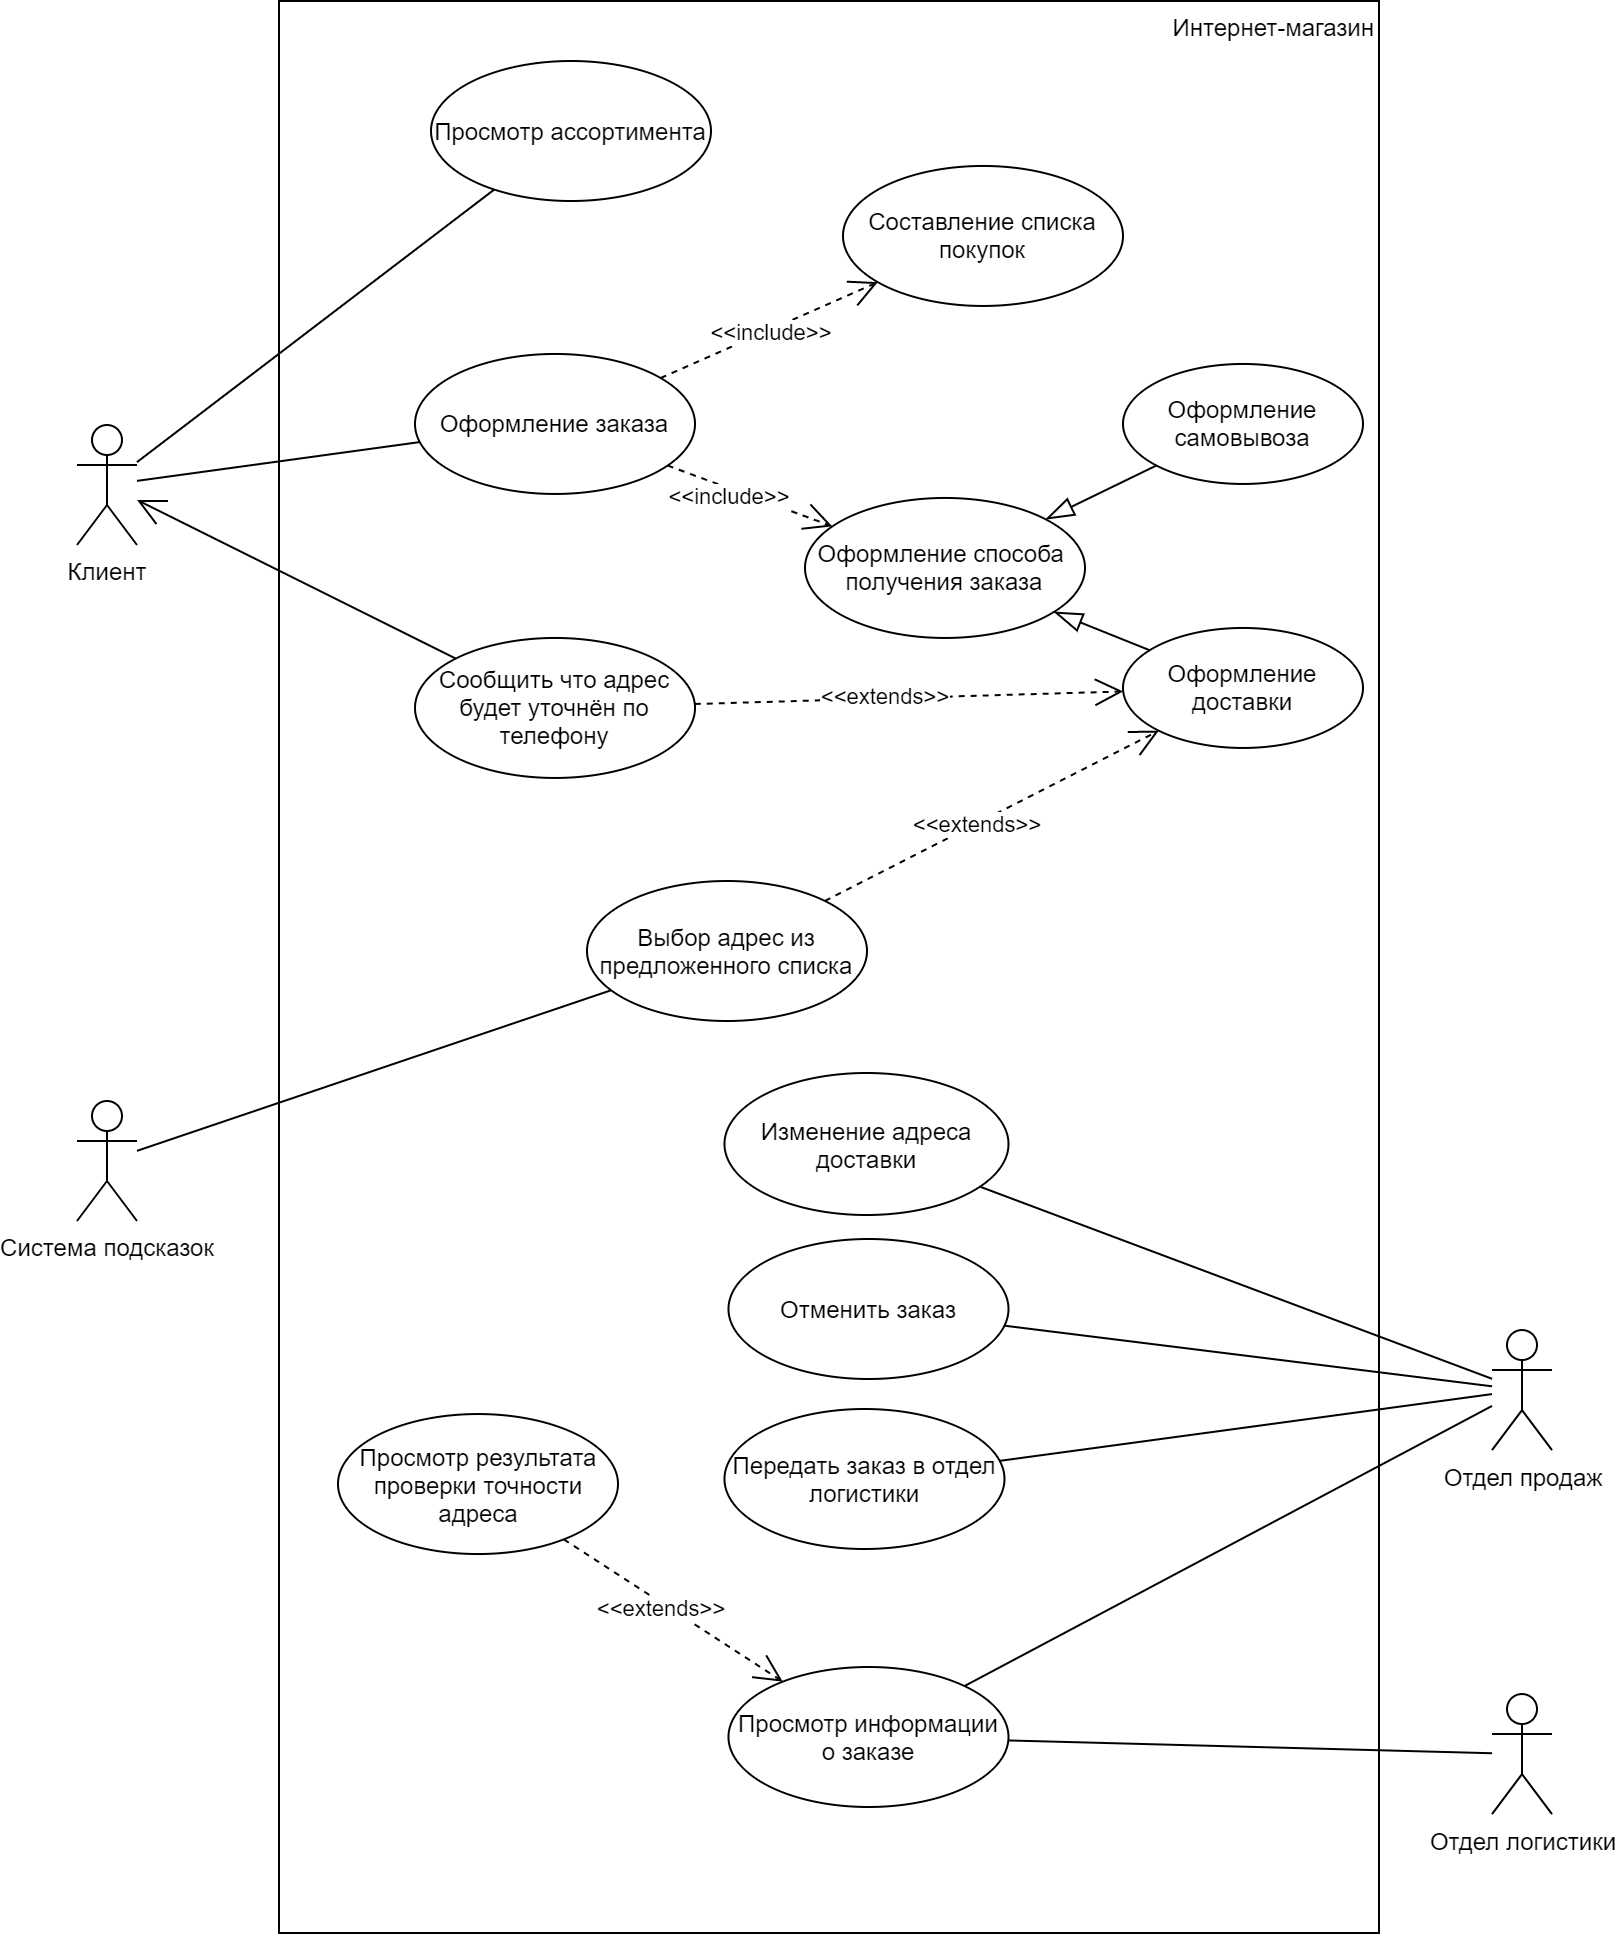 Интернет-магазин
Просмотр ассортимента
Составление списка
покупок
<<include>>
Оформление заказа
Оформление
самовывоза
<<include>>
Оформление способа
получения заказа
Клиент
Сообщить что адрес
будет уточнён по
телефону
<<extends>>
Оформление
доставки
<<extends>>
Выбор адрес из
предложенного списка
Изменение адреса
доставки
Система подсказок
Отменить заказ
Просмотр результата
проверки точности
адреса
Передать заказ в отдел
логистики
Отдел продаж
<<extends>>
Просмотр информации
о заказе
Отдел логистики